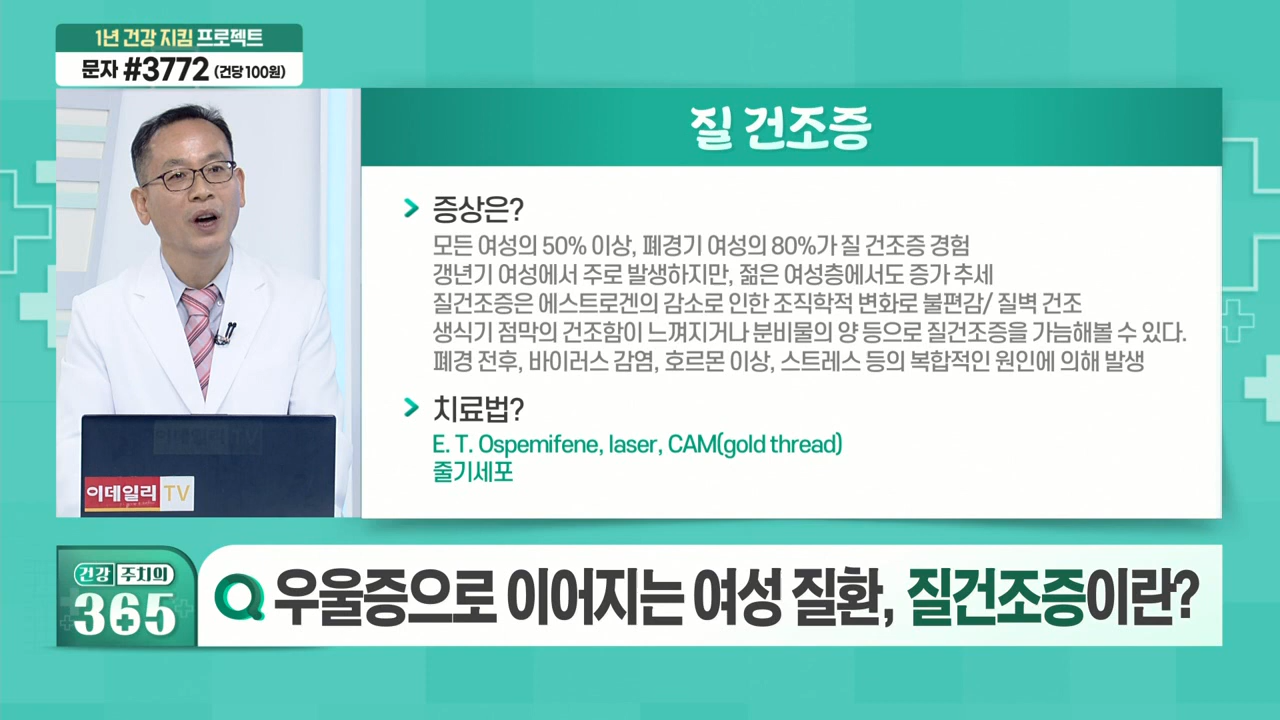 1년 건강 지킴 프로젝트
문자 #3772 (건당 100원)
질 건조증
증상은?
모든 여성의 50% 이상, 폐경기 여성의 80%가 질 건조증 경험
갱년기 여성에서 주로 발생하지만, 젊은 여성층에서도 증가 추세
질건조증은 에스트로겐의 감소로 인한 조직학적 변화로 불편감/ 질벽 건조
생식기 점막의 건조함이 느껴지거나 분비물의 양 등으로 질건조증을 가늠해볼 수 있다.
폐경 전후, 바이러스 감염, 호르몬 이상, 스트레스 등의 복합적인 원인에 의해 발생
치료법?
E. T. Ospemifene, laser, CAM(gold thread)
줄기세포
이데일리 TV
이데일리 TV
건강 주치의
365
Q 우울증으로 이어지는 여성 질환, 질건조증이란?